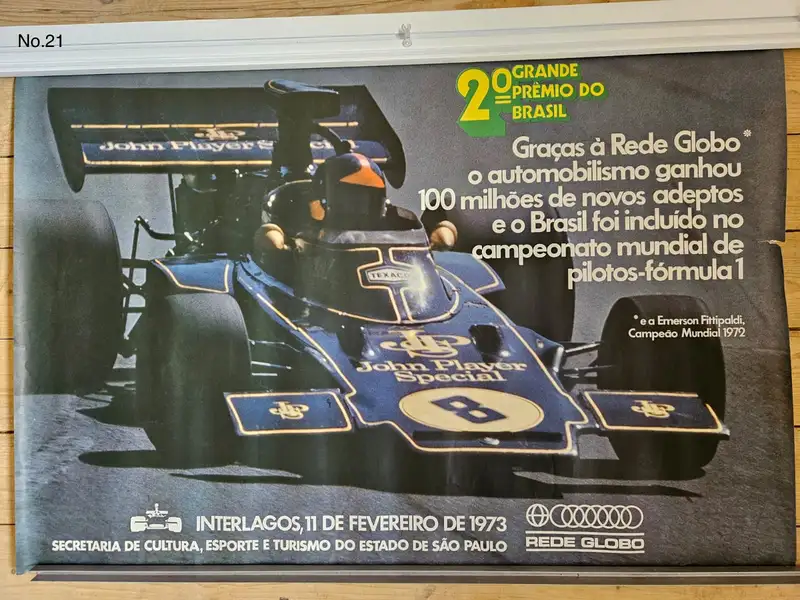 No.21
2º GRANDE
PRÊMIO DO
BRASIL
Graças à Rede Globo*
o automobilismo ganhou
100 milhões de novos adeptos
e o Brasil foi incluído no
campeonato mundial de
pilotos-fórmula 1
* e a Emerson Fittipaldi,
Campeão Mundial 1972
John Player Special
TEXACO
JPS
John Player
Special
8
JPS
JPS
INTERLAGOS, 11 DE FEVEREIRO DE 1973
SECRETARIA DE CULTURA, ESPORTE E TURISMO DO ESTADO DE SÃO PAULO
REDE GLOBO